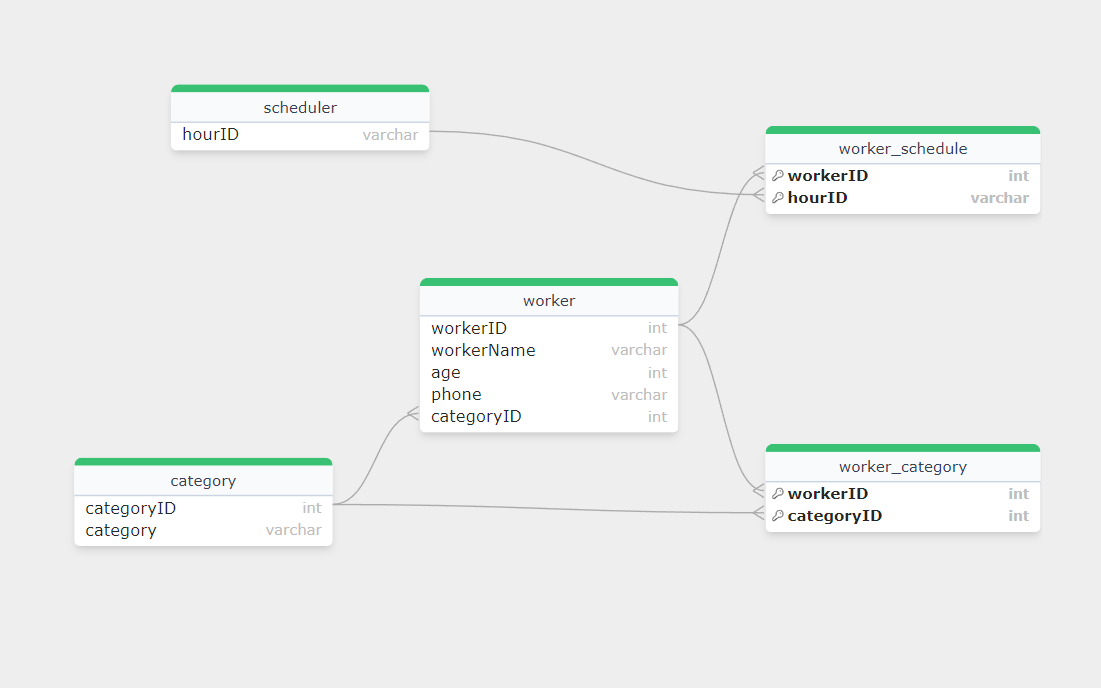 scheduler
hourID varchar
worker_schedule
workerID int
hourID varchar
worker
workerID int
workerName varchar
age int
phone varchar
categoryID int
category
categoryID int
category varchar
worker_category
workerID int
categoryID int